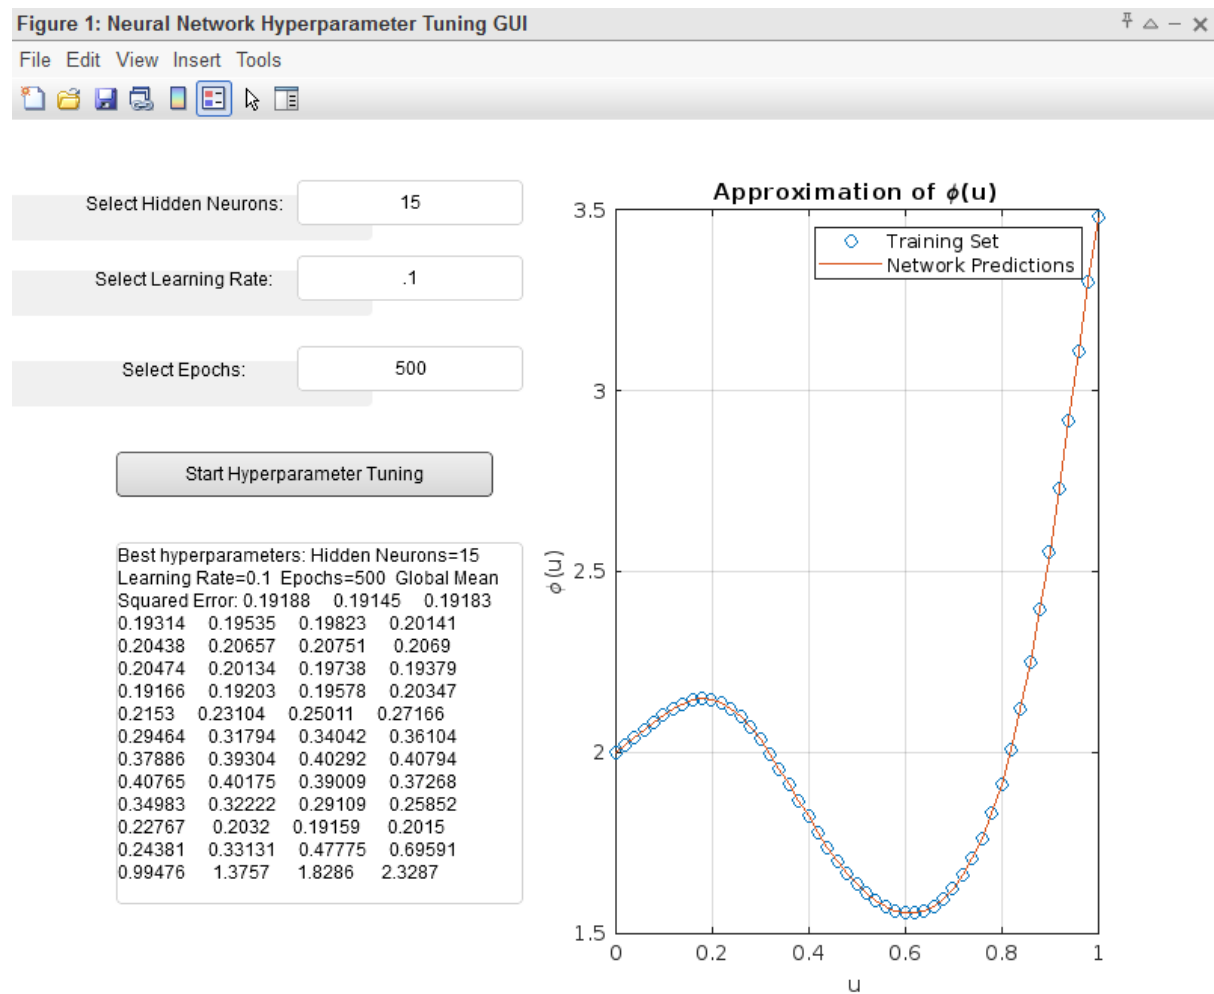 Figure 1: Neural Network Hyperparameter Tuning GUI
File Edit View Insert Tools
Select Hidden Neurons: 15
Select Learning Rate: .1
Select Epochs: 500
Start Hyperparameter Tuning
Best hyperparameters: Hidden Neurons=15
Learning Rate=0.1 Epochs=500 Global Mean
Squared Error: 0.19188 0.19145 0.19183
0.19314 0.19535 0.19823 0.20141
0.20438 0.20657 0.20751 0.2069
0.20474 0.20134 0.19738 0.19379
0.19166 0.19203 0.19578 0.20347
0.2153 0.23104 0.25011 0.27166
0.29464 0.31794 0.34042 0.36104
0.37886 0.39304 0.40292 0.40794
0.40765 0.40175 0.39009 0.37268
0.34983 0.32222 0.29109 0.25852
0.22767 0.2032 0.19159 0.2015
0.24381 0.33131 0.47775 0.69591
0.99476 1.3757 1.8286 2.3287
Approximation of ϕ(u)
Training Set
Network Predictions
ϕ(u)
3.5
3
2.5
2
1.5
0 0.2 0.4 0.6 0.8 1
u